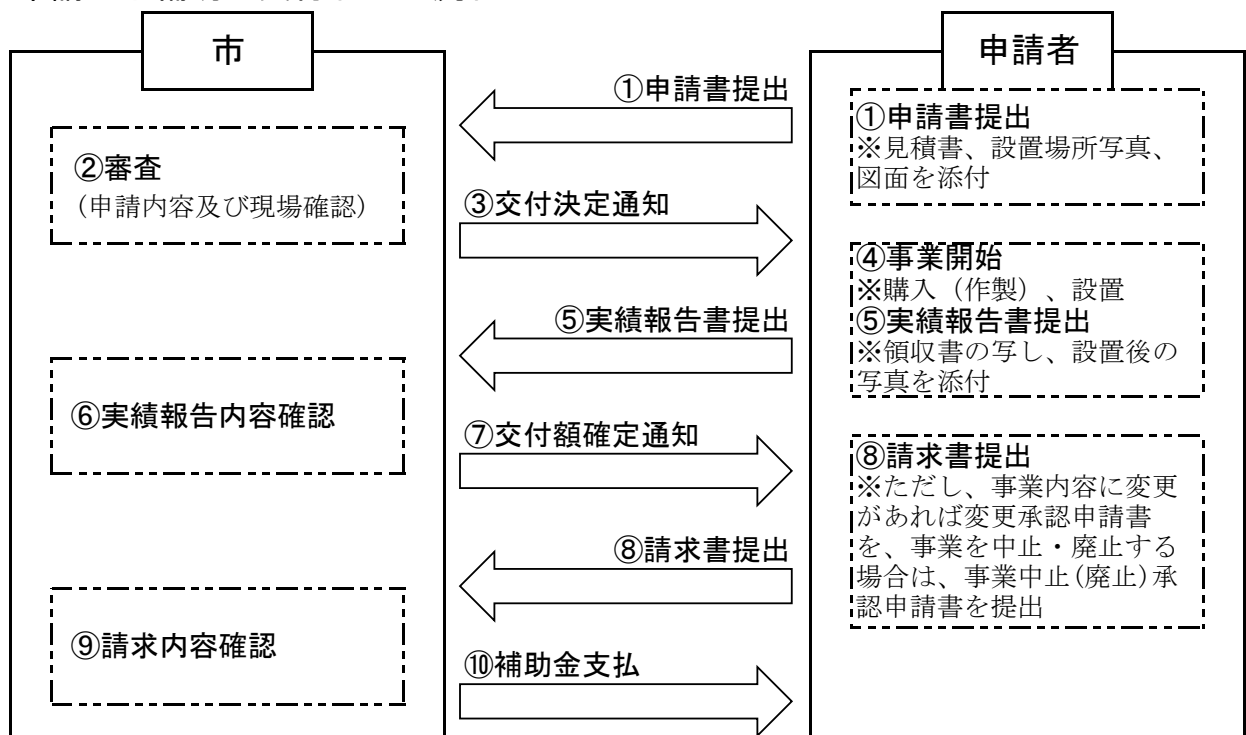 市
申請者
①申請書提出
①申請書提出
※見積書、設置場所写真、
図面を添付
②審査
(申請内容及び現場確認)
③交付決定通知
④事業開始
※購入（作製）、設置
⑤実績報告書提出
※領収書の写し、設置後の
写真を添付
⑤実績報告書提出
⑥実績報告内容確認
⑦交付額確定通知
⑧請求書提出
※ただし、事業内容に変更
があれば変更承認申請書
を、事業を中止・廃止する
場合は、事業中止(廃止)承
認申請書を提出
⑧請求書提出
⑨請求内容確認
⑩補助金支払